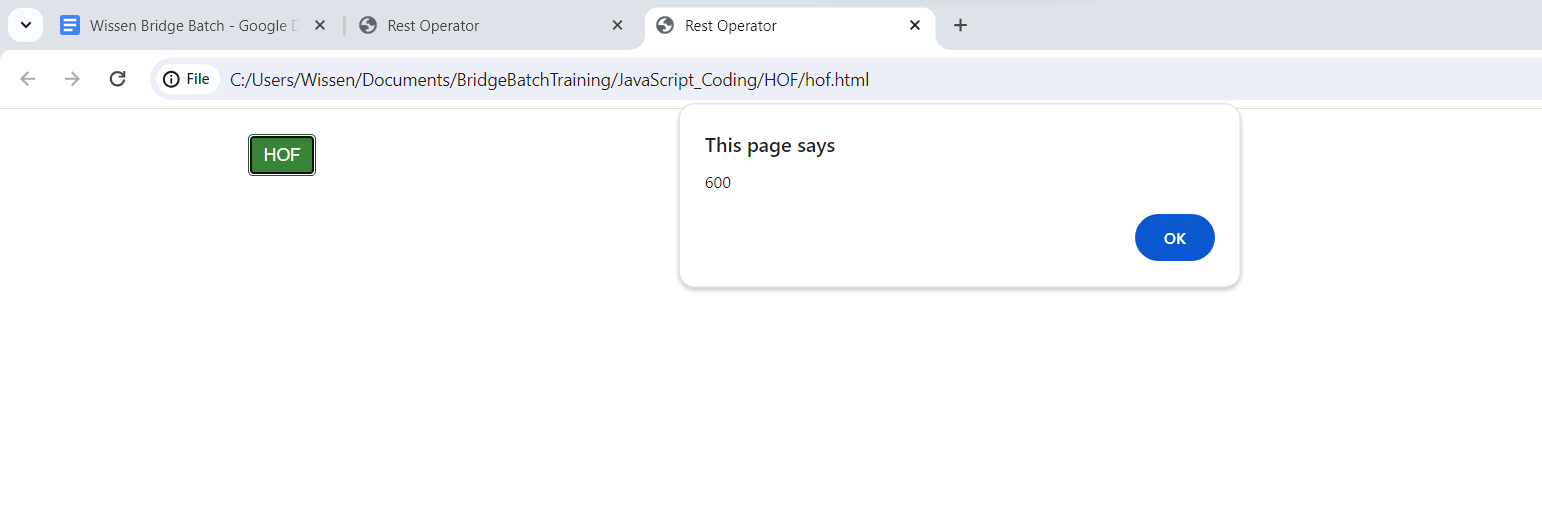 Wissen Bridge Batch - Google D
Rest Operator
Rest Operator
File
C:/Users/Wissen/Documents/BridgeBatchTraining/JavaScript_Coding/HOF/hof.html
HOF
This page says
600
OK